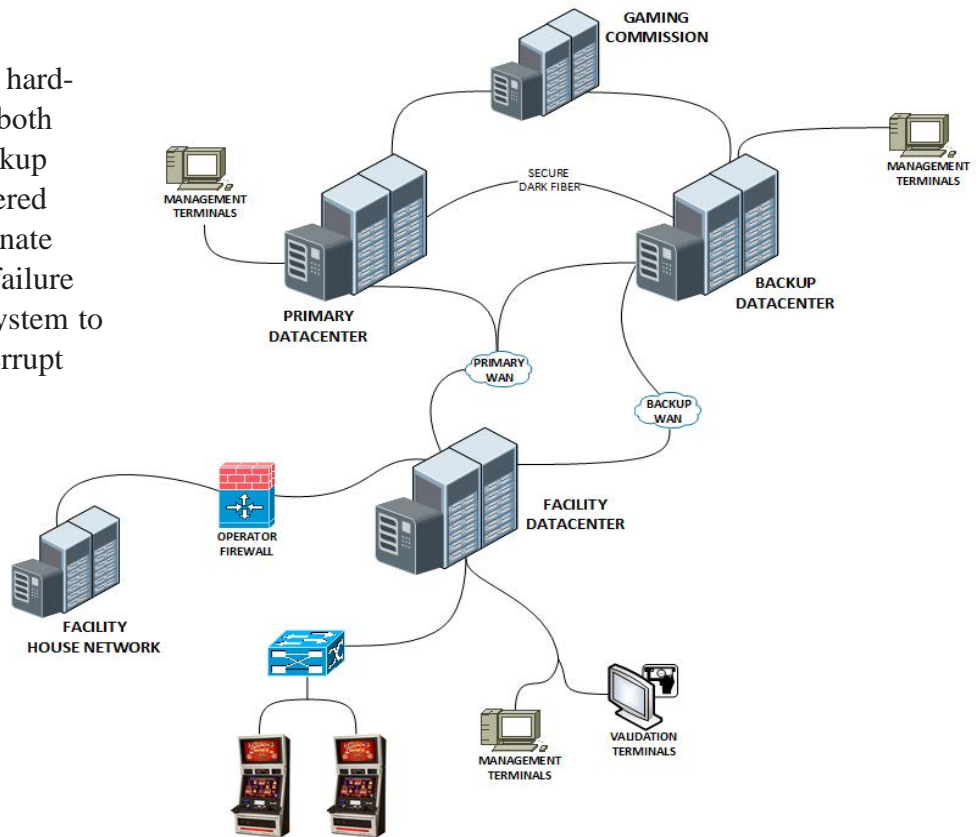 hard-
both
kup
ered
nate
failure
ystem to
errupt
GAMING
COMMISSION
MANAGEMENT
TERMINALS
MANAGEMENT
TERMINALS
SECURE
DARK FIBER
PRIMARY
DATACENTER
BACKUP
DATACENTER
PRIMARY
WAN
BACKUP
WAN
OPERATOR
FIREWALL
FACILITY
DATACENTER
FACILITY
HOUSE NETWORK
MANAGEMENT
TERMINALS
VALIDATION
TERMINALS